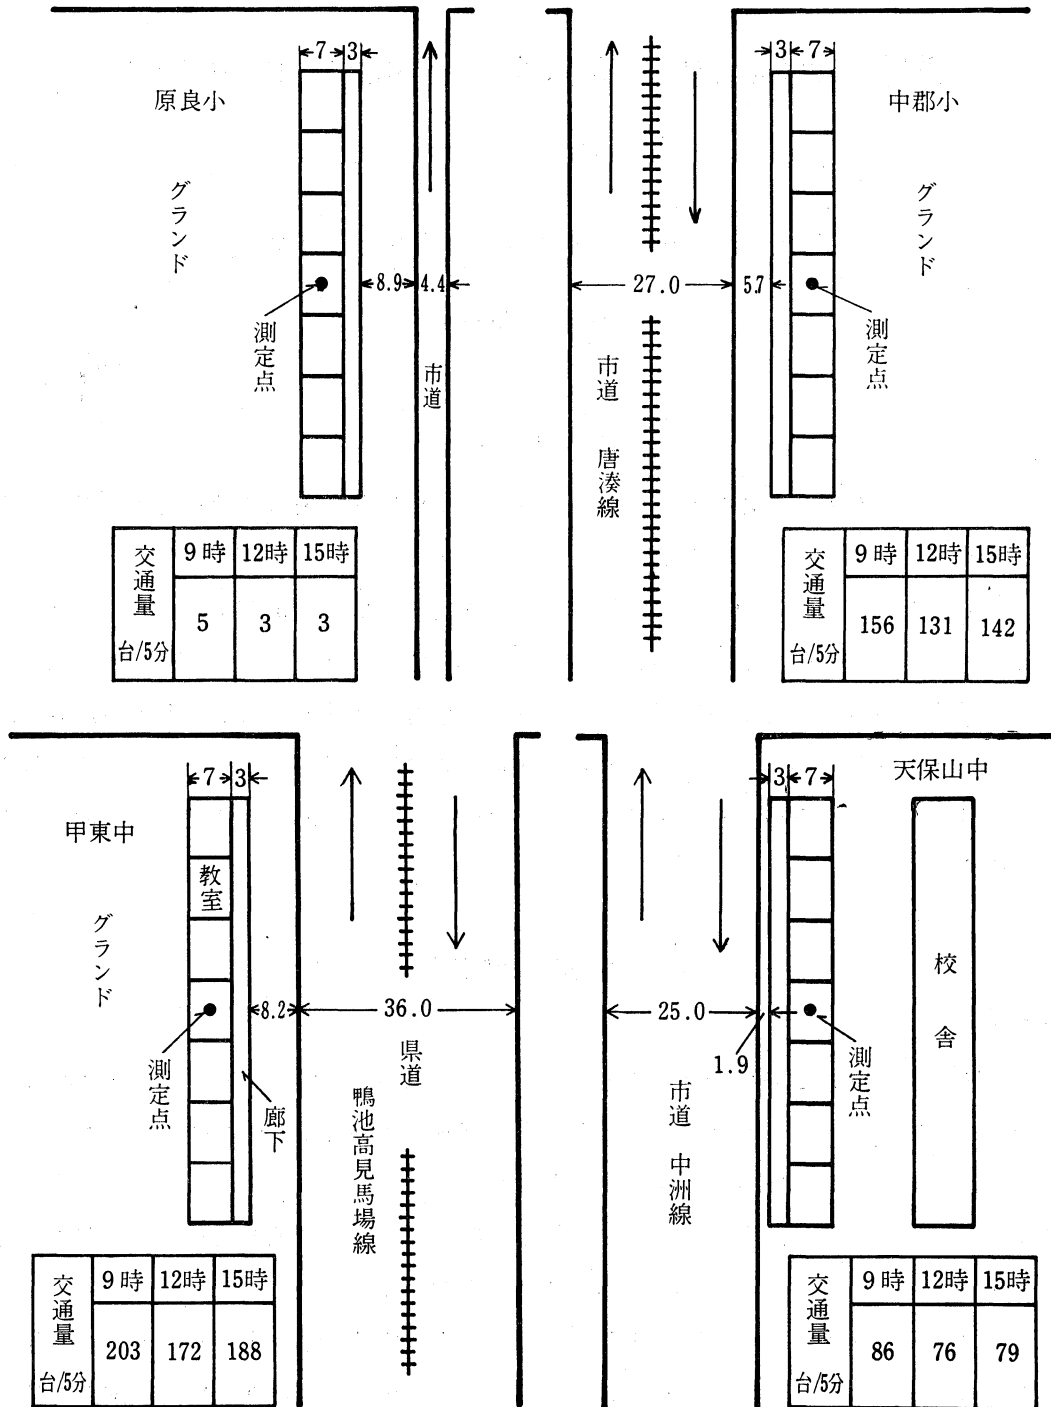 原良小
グランド
7 3
8.9
4.4
測定点
市道
交通量 台/5分
9時 12時 15時
5 3 3
中郡小
グランド
3 7
27.0
5.7
測定点
市道 唐湊線
交通量 台/5分
9時 12時 15時
156 131 142
甲東中
グランド
7 3
教室
8.2
36.0
測定点
廊下
県道 鴨池高見馬場線
交通量 台/5分
9時 12時 15時
203 172 188
天保山中
3 7
25.0
1.9
測定点
校舎
市道 中洲線
交通量 台/5分
9時 12時 15時
86 76 79